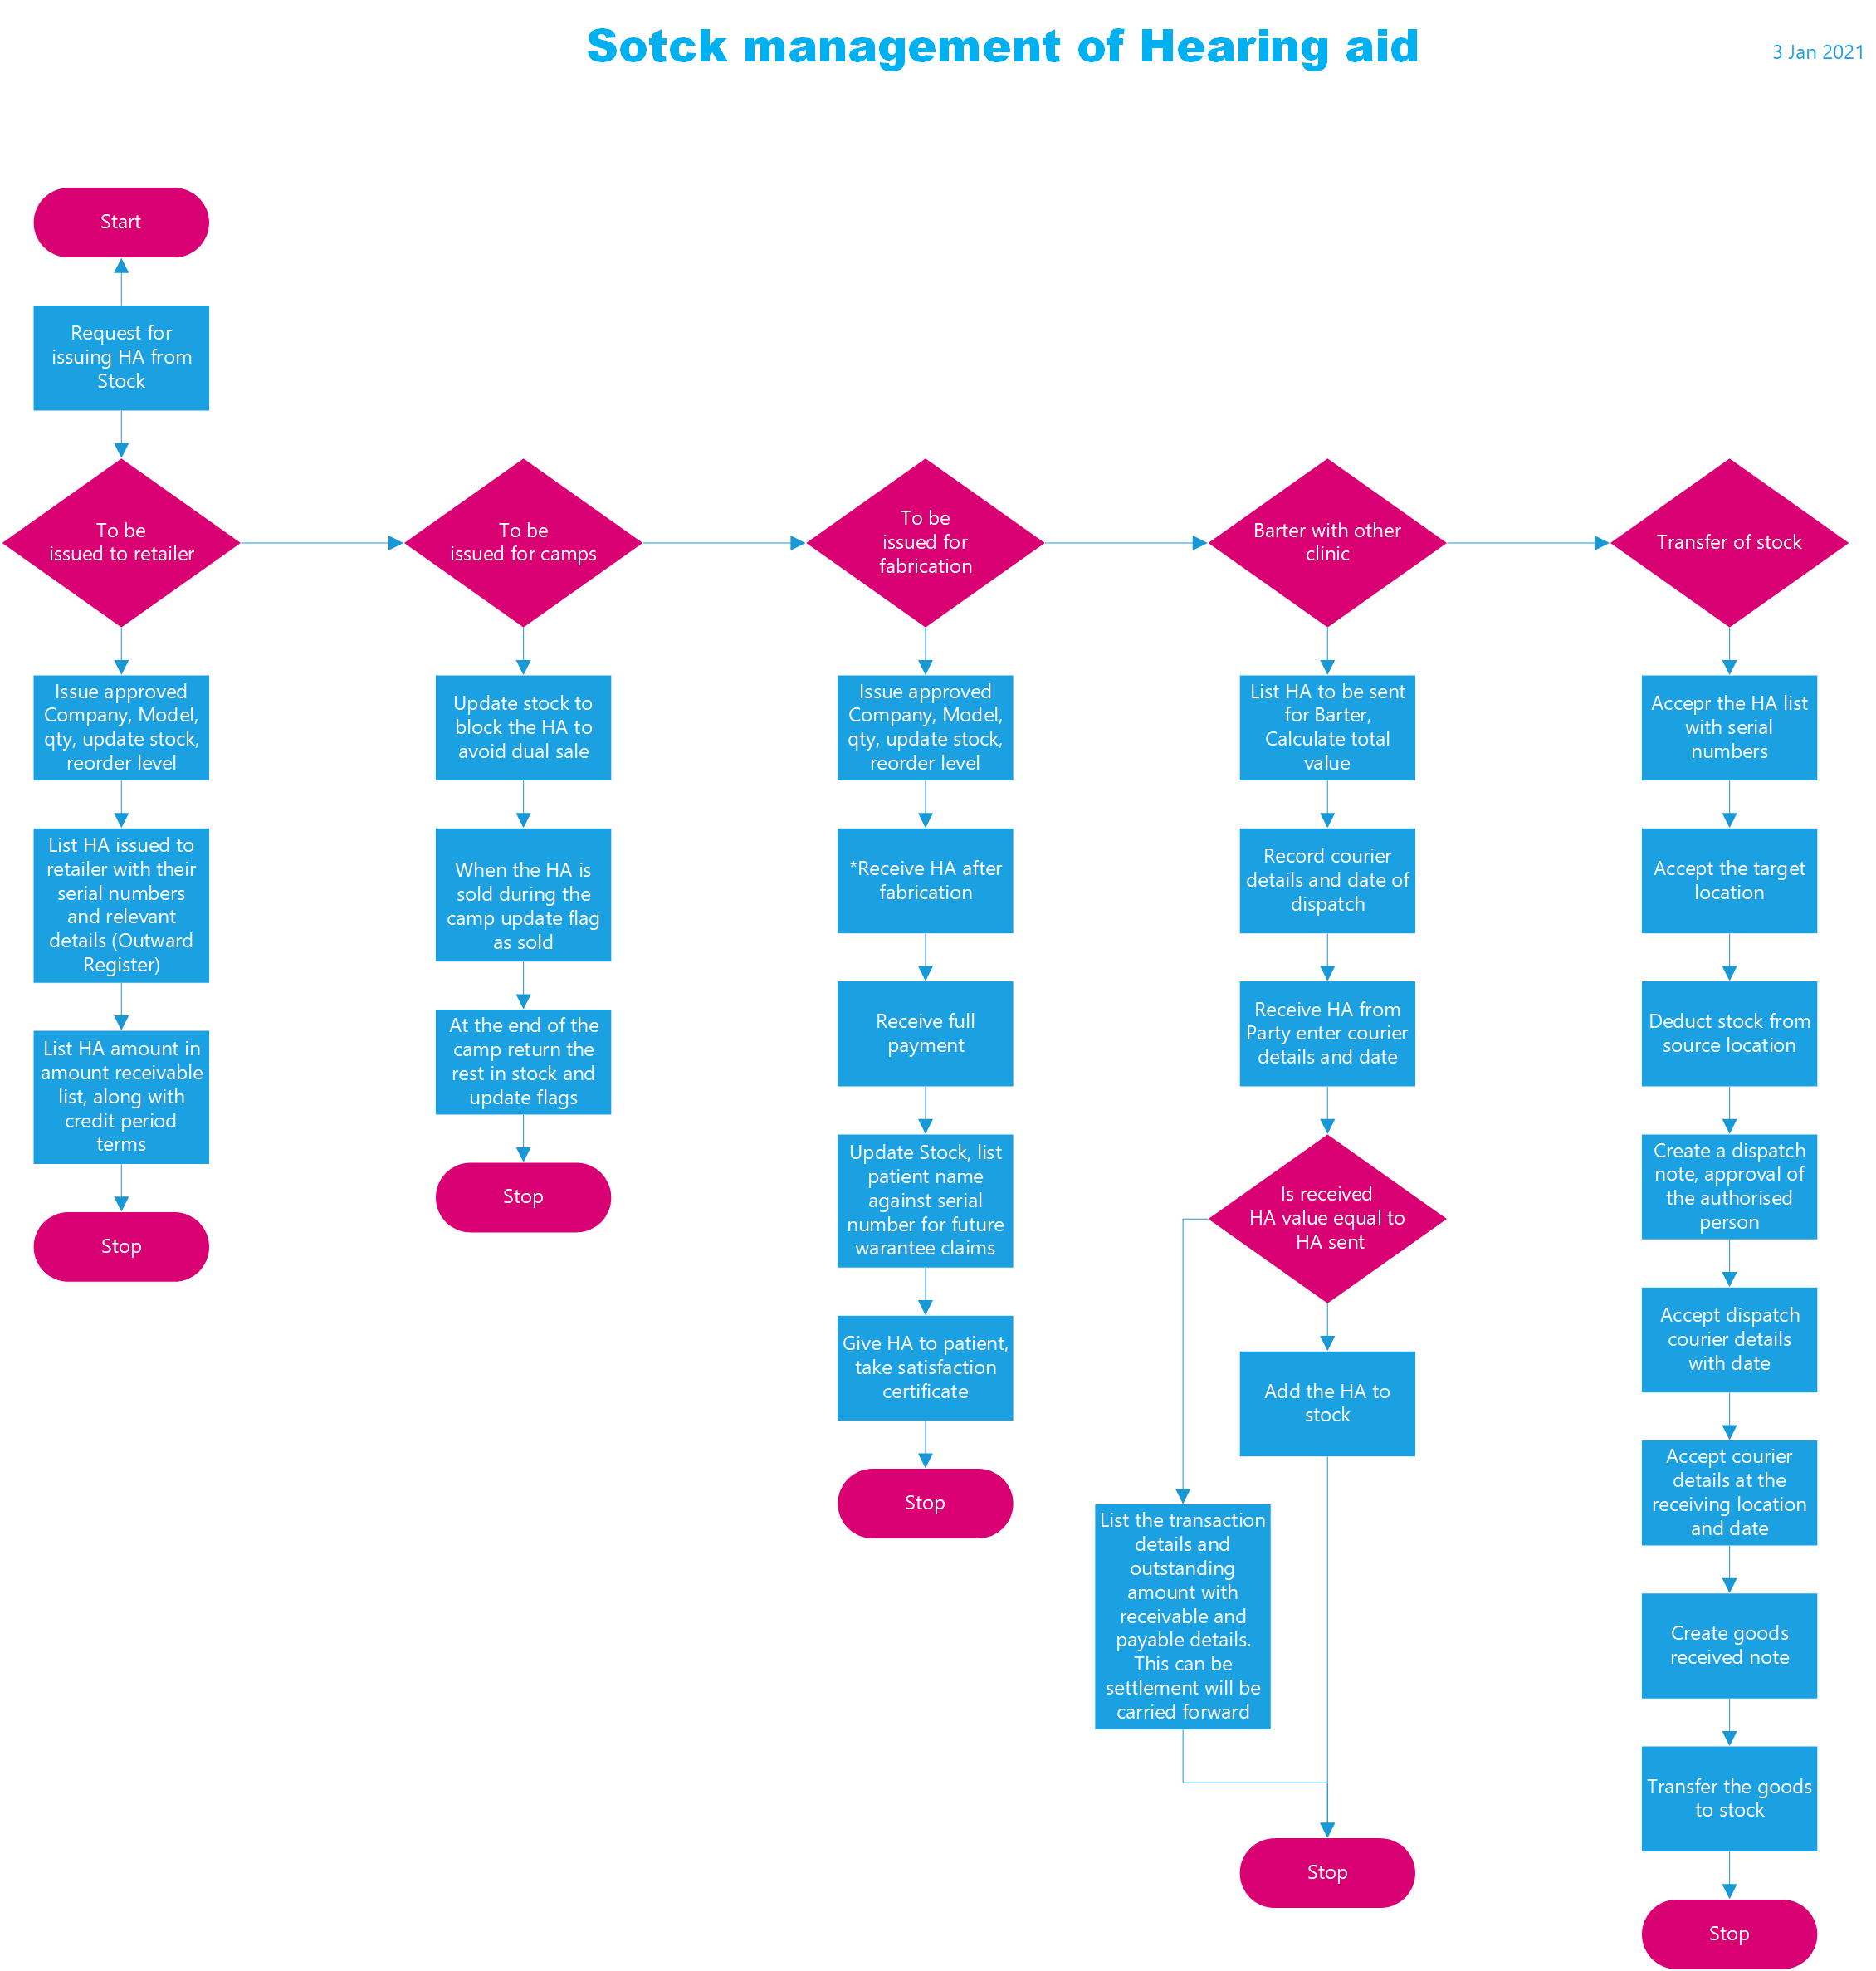 Sotck management of Hearing aid
3 Jan 2021
Start
Request for
issuing HA from
Stock
To be
issued to retailer
To be
issued for camps
To be
issued for
fabrication
Barter with other
clinic
Transfer of stock
Issue approved
Company, Model,
qty, update stock,
reorder level
List HA issued to
retailer with their
serial numbers
and relevant
details (Outward
Register)
List HA amount in
amount receivable
list, along with
credit period
terms
Stop
Update stock to
block the HA to
avoid dual sale
When the HA is
sold during the
camp update flag
as sold
At the end of the
camp return the
rest in stock and
update flags
Stop
Issue approved
Company, Model,
qty, update stock,
reorder level
*Receive HA after
fabrication
Receive full
payment
Update Stock, list
patient name
against serial
number for future
warantee claims
Give HA to patient,
take satisfaction
certificate
Stop
List HA to be sent
for Barter,
Calculate total
value
Record courier
details and date of
dispatch
Receive HA from
Party enter courier
details and date
Is received
HA value equal to
HA sent
Add the HA to
stock
List the transaction
details and
outstanding
amount with
receivable and
payable details.
This can be
settlement will be
carried forward
Stop
Accepr the HA list
with serial
numbers
Accept the target
location
Deduct stock from
source location
Create a dispatch
note, approval of
the authorised
person
Accept dispatch
courier details
with date
Accept courier
details at the
receiving location
and date
Create goods
received note
Transfer the goods
to stock
Stop